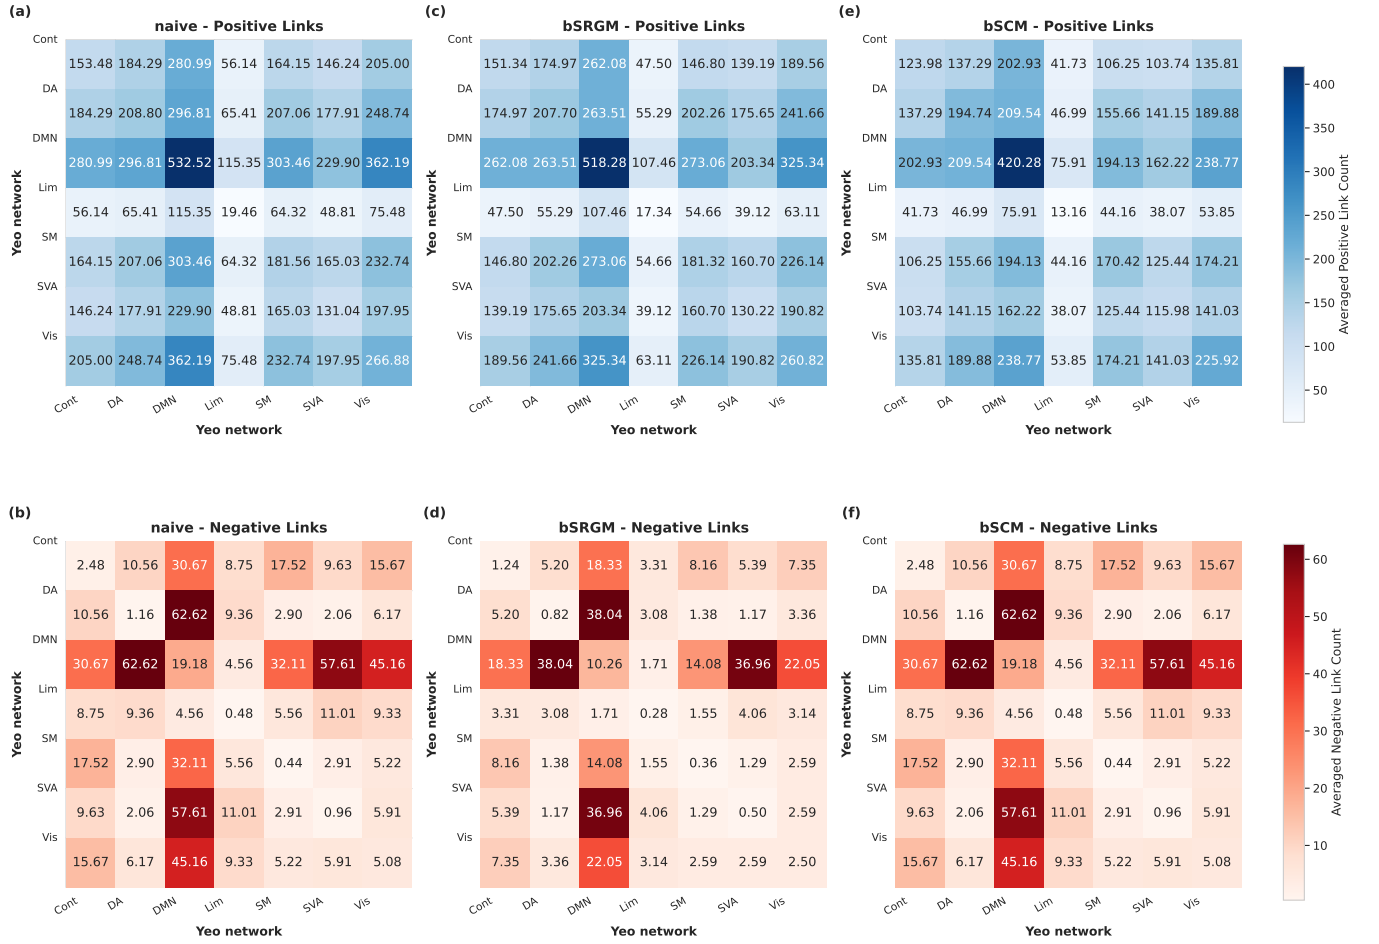 (a)
naive - Positive Links
Cont
DA
DMN
Lim
SM
SVA
Vis
Yeo network
153.48 184.29 280.99 56.14 164.15 146.24 205.00
184.29 208.80 296.81 65.41 207.06 177.91 248.74
280.99 296.81 532.52 115.35 303.46 229.90 362.19
56.14 65.41 115.35 19.46 64.32 48.81 75.48
164.15 207.06 303.46 64.32 181.56 165.03 232.74
146.24 177.91 229.90 48.81 165.03 131.04 197.95
205.00 248.74 362.19 75.48 232.74 197.95 266.88
Cont DA DMN Lim SM SVA Vis
Yeo network
(c)
bSRGM - Positive Links
Cont
DA
DMN
Lim
SM
SVA
Vis
Yeo network
151.34 174.97 262.08 47.50 146.80 139.19 189.56
174.97 207.70 263.51 55.29 202.26 175.65 241.66
262.08 263.51 518.28 107.46 273.06 203.34 325.34
47.50 55.29 107.46 17.34 54.66 39.12 63.11
146.80 202.26 273.06 54.66 181.32 160.70 226.14
139.19 175.65 203.34 39.12 160.70 130.22 190.82
189.56 241.66 325.34 63.11 226.14 190.82 260.82
Cont DA DMN Lim SM SVA Vis
Yeo network
(e)
bSCM - Positive Links
Cont
DA
DMN
Lim
SM
SVA
Vis
Yeo network
123.98 137.29 202.93 41.73 106.25 103.74 135.81
137.29 194.74 209.54 46.99 155.66 141.15 189.88
202.93 209.54 420.28 75.91 194.13 162.22 238.77
41.73 46.99 75.91 13.16 44.16 38.07 53.85
106.25 155.66 194.13 44.16 170.42 125.44 174.21
103.74 141.15 162.22 38.07 125.44 115.98 141.03
135.81 189.88 238.77 53.85 174.21 141.03 225.92
Cont DA DMN Lim SM SVA Vis
Yeo network
400
350
300
250
200
150
100
50
Averaged Positive Link Count
(b)
naive - Negative Links
Cont
DA
DMN
Lim
SM
SVA
Vis
Yeo network
2.48 10.56 30.67 8.75 17.52 9.63 15.67
10.56 1.16 62.62 9.36 2.90 2.06 6.17
30.67 62.62 19.18 4.56 32.11 57.61 45.16
8.75 9.36 4.56 0.48 5.56 11.01 9.33
17.52 2.90 32.11 5.56 0.44 2.91 5.22
9.63 2.06 57.61 11.01 2.91 0.96 5.91
15.67 6.17 45.16 9.33 5.22 5.91 5.08
Cont DA DMN Lim SM SVA Vis
Yeo network
(d)
bSRGM - Negative Links
Cont
DA
DMN
Lim
SM
SVA
Vis
Yeo network
1.24 5.20 18.33 3.31 8.16 5.39 7.35
5.20 0.82 38.04 3.08 1.38 1.17 3.36
18.33 38.04 10.26 1.71 14.08 36.96 22.05
3.31 3.08 1.71 0.28 1.55 4.06 3.14
8.16 1.38 14.08 1.55 0.36 1.29 2.59
5.39 1.17 36.96 4.06 1.29 0.50 2.59
7.35 3.36 22.05 3.14 2.59 2.59 2.50
Cont DA DMN Lim SM SVA Vis
Yeo network
(f)
bSCM - Negative Links
Cont
DA
DMN
Lim
SM
SVA
Vis
Yeo network
2.48 10.56 30.67 8.75 17.52 9.63 15.67
10.56 1.16 62.62 9.36 2.90 2.06 6.17
30.67 62.62 19.18 4.56 32.11 57.61 45.16
8.75 9.36 4.56 0.48 5.56 11.01 9.33
17.52 2.90 32.11 5.56 0.44 2.91 5.22
9.63 2.06 57.61 11.01 2.91 0.96 5.91
15.67 6.17 45.16 9.33 5.22 5.91 5.08
Cont DA DMN Lim SM SVA Vis
Yeo network
60
50
40
30
20
10
Averaged Negative Link Count